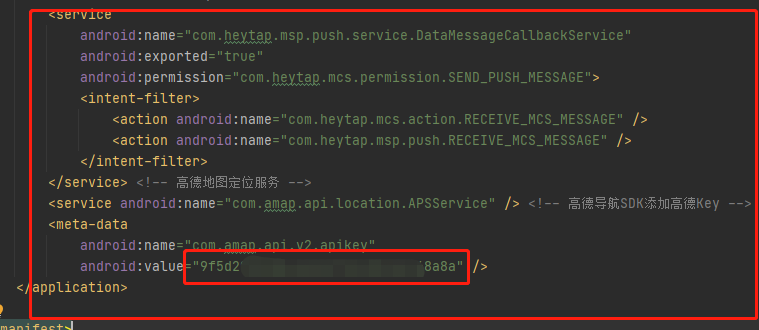 <service
android:name="com.heytap.msp.push.service.DataMessageCallbackService"
android:exported="true"
android:permission="com.heytap.mcs.permission.SEND_PUSH_MESSAGE">
<intent-filter>
<action android:name="com.heytap.mcs.action.RECEIVE_MCS_MESSAGE" />
<action android:name="com.heytap.msp.push.RECEIVE_MCS_MESSAGE" />
</intent-filter>
</service> <!-- 高德地图定位服务 -->
<service android:name="com.amap.api.location.APSService" /> <!-- 高德导航SDK添加高德Key -->
<meta-data
android:name="com.amap.api.v2.apikey"
android:value="9f5d2 8a8a" />
</application>
manifest>